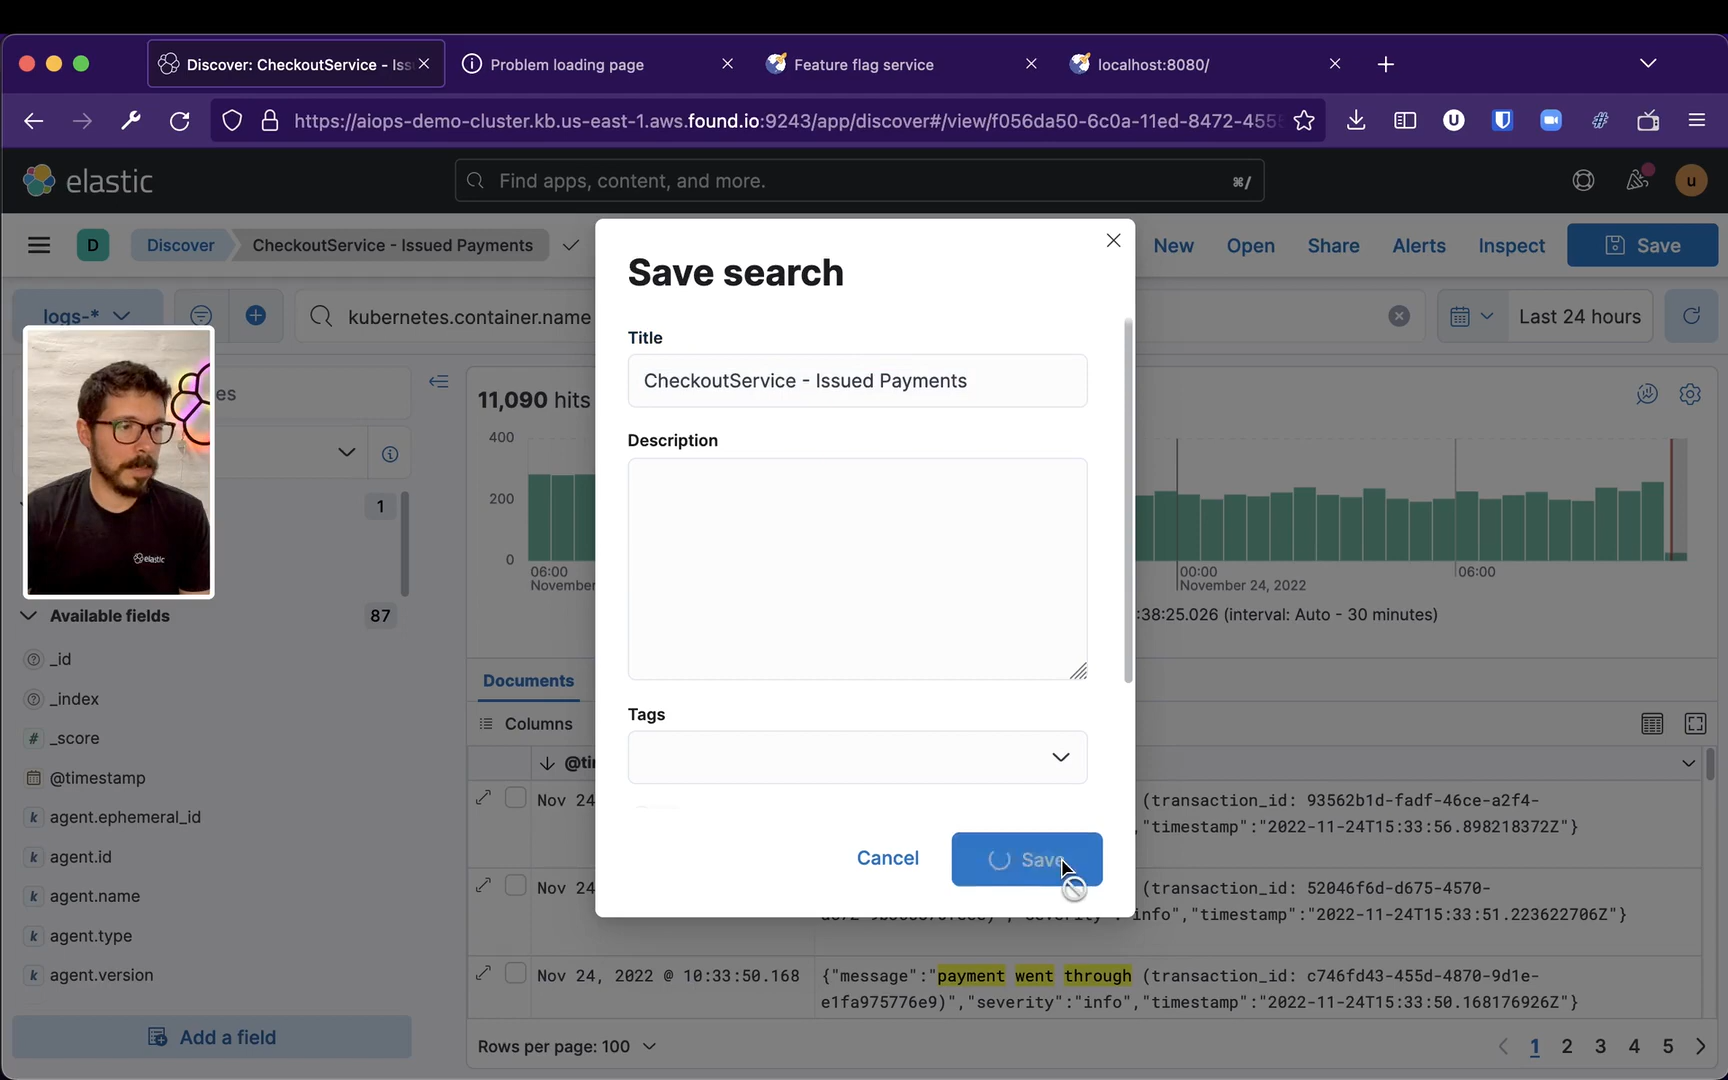 Discover: CheckoutService - Iss
Problem loading page
Feature flag service
localhost:8080/
https://aiops-demo-cluster.kb.us-east-1.aws.found.io:9243/app/discover#/view/f056da50-6c0a-11ed-8472-4555
elastic
Find apps, content, and more.
⌘/
u
D
Discover
CheckoutService - Issued Payments
New
Open
Share
Alerts
Inspect
Save
logs-*
kubernetes.container.name
Last 24 hours
Save search
Title
CheckoutService - Issued Payments
Description
Tags
Cancel
Save
es
elastic
1
Available fields
87
_id
_index
_score
@timestamp
agent.ephemeral_id
agent.id
agent.name
agent.type
agent.version
Add a field
11,090 hits
400
200
0
06:00
November
00:00
November 24, 2022
06:00
:38:25.026 (interval: Auto - 30 minutes)
Documents
Columns
Nov 24
(transaction_id: 93562b1d-fadf-46ce-a2f4-
,"timestamp":"2022-11-24T15:33:56.898218372Z"}
Nov 24
(transaction_id: 52046f6d-d675-4570-
info","timestamp":"2022-11-24T15:33:51.223622706Z"}
Nov 24, 2022 @ 10:33:50.168
{"message":"payment went through (transaction_id: c746fd43-455d-4870-9d1e-
e1fa975776e9)","severity":"info","timestamp":"2022-11-24T15:33:50.168176926Z"}
Rows per page: 100
1 2 3 4 5